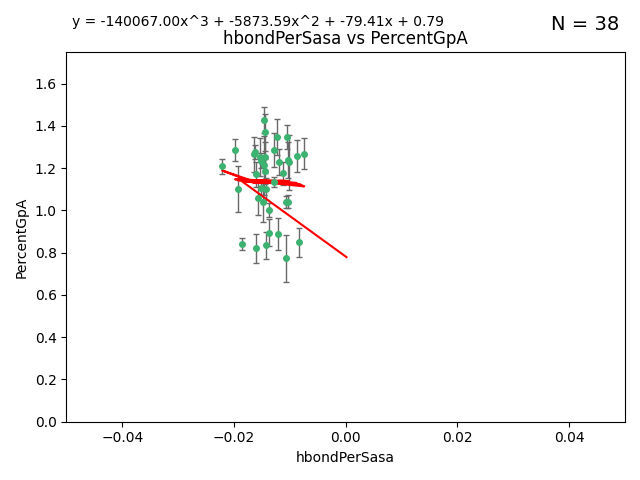 y = -140067.00x^3 + -5873.59x^2 + -79.41x + 0.79
N = 38
hbondPerSasa vs PercentGpA
1.6
1.4
1.2
1.0
0.8
0.6
0.4
0.2
0.0
PercentGpA
−0.04
−0.02
0.00
0.02
0.04
hbondPerSasa